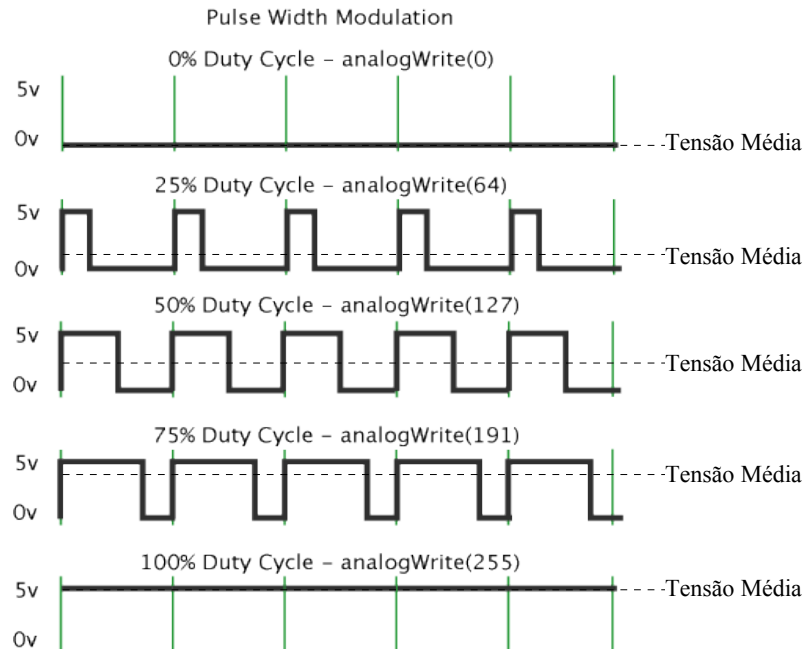 Pulse Width Modulation
0% Duty Cycle – analogWrite(0)
5v
0v
Tensão Média
25% Duty Cycle – analogWrite(64)
5v
0v
Tensão Média
50% Duty Cycle – analogWrite(127)
5v
0v
Tensão Média
75% Duty Cycle – analogWrite(191)
5v
0v
Tensão Média
100% Duty Cycle – analogWrite(255)
5v
0v
Tensão Média